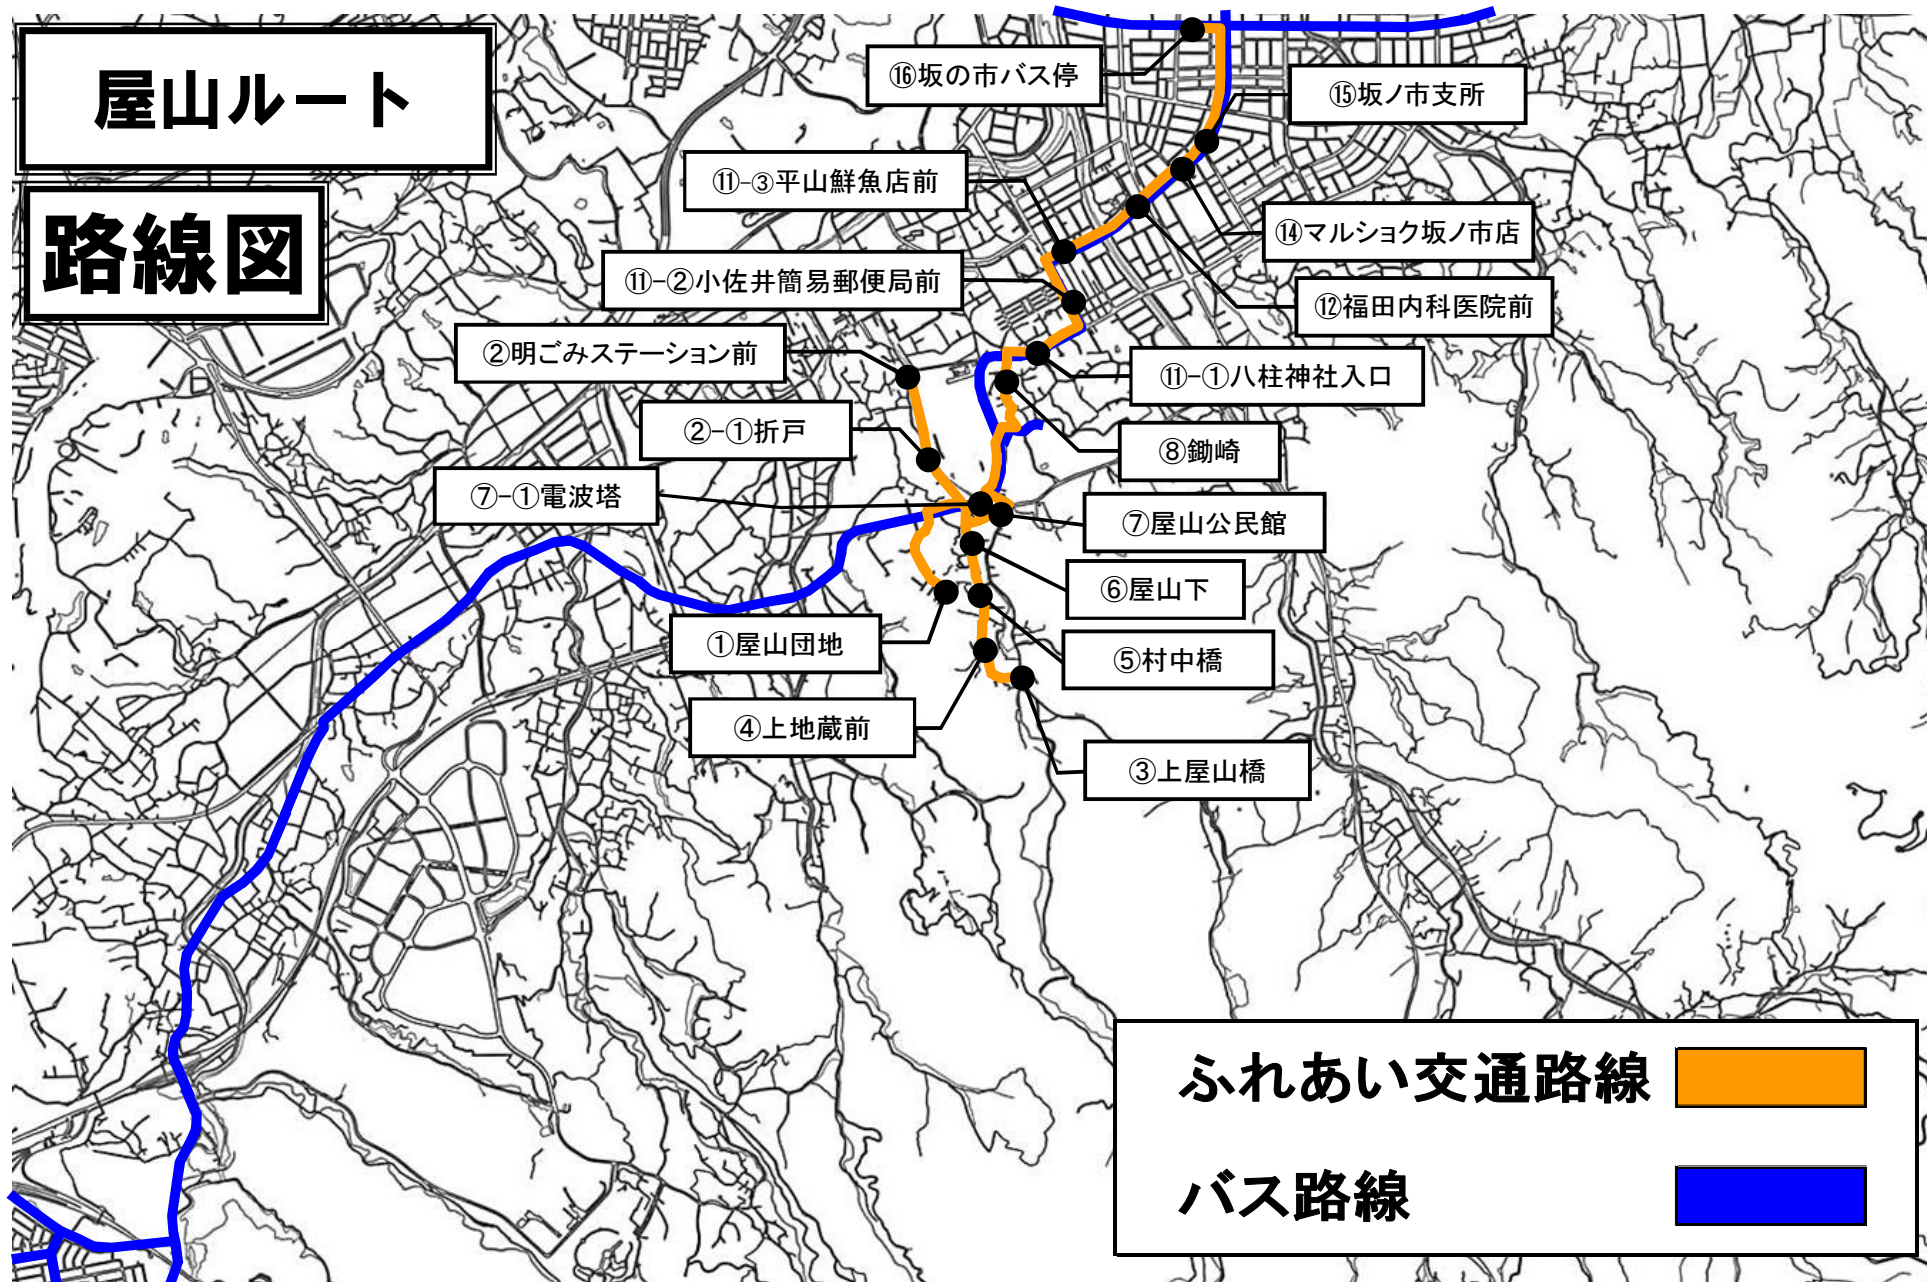 屋山ルート
路線図
⑯坂の市バス停
⑮坂ノ市支所
⑪-③平山鮮魚店前
⑭マルショク坂ノ市店
⑪-②小佐井簡易郵便局前
⑫福田内科医院前
②明ごみステーション前
⑪-①八柱神社入口
②-①折戸
⑧鋤崎
⑦-①電波塔
⑦屋山公民館
⑥屋山下
①屋山団地
⑤村中橋
④上地蔵前
③上屋山橋
ふれあい交通路線
バス路線